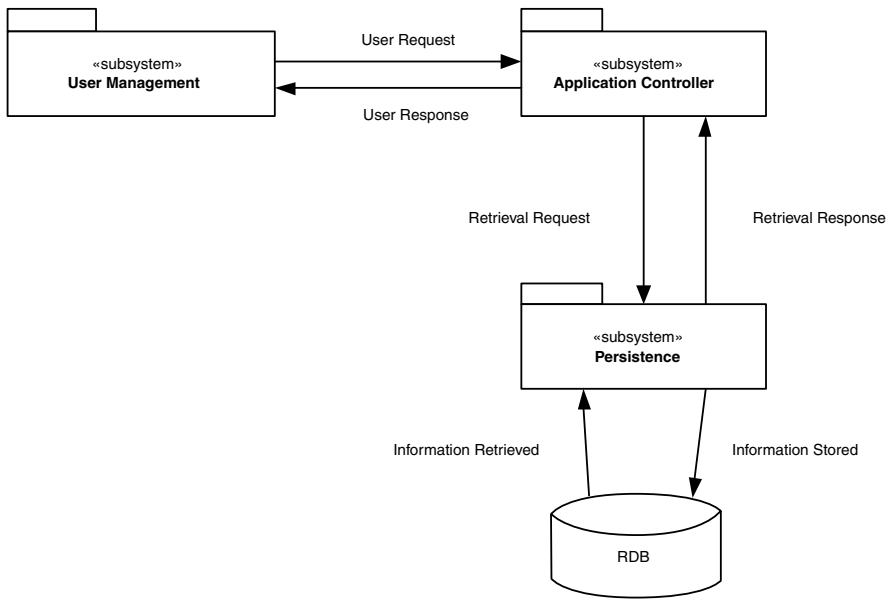 User Request
«subsystem»
User Management
«subsystem»
Application Controller
User Response
Retrieval Request
Retrieval Response
«subsystem»
Persistence
Information Retrieved
Information Stored
RDB